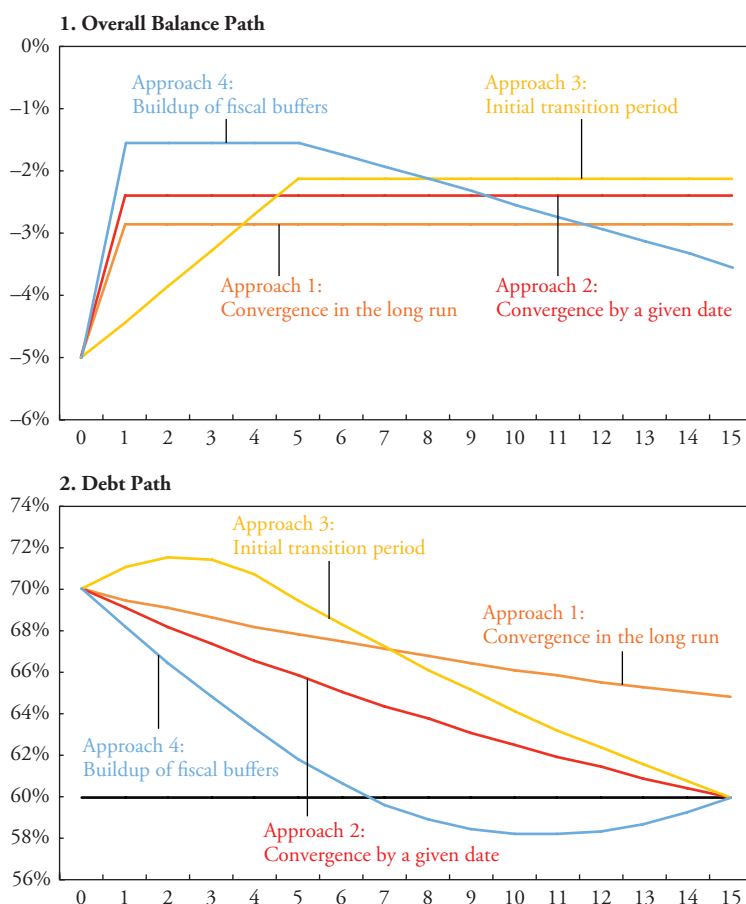 1. Overall Balance Path
0%
–1%
–2%
–3%
–4%
–5%
–6%
Approach 4:
Buildup of fiscal buffers
Approach 3:
Initial transition period
Approach 1:
Convergence in the long run
Approach 2:
Convergence by a given date
0 1 2 3 4 5 6 7 8 9 10 11 12 13 14 15
2. Debt Path
74%
72%
70%
68%
66%
64%
62%
60%
58%
56%
Approach 3:
Initial transition period
Approach 1:
Convergence in the long run
Approach 4:
Buildup of fiscal buffers
Approach 2:
Convergence by a given date
0 1 2 3 4 5 6 7 8 9 10 11 12 13 14 15